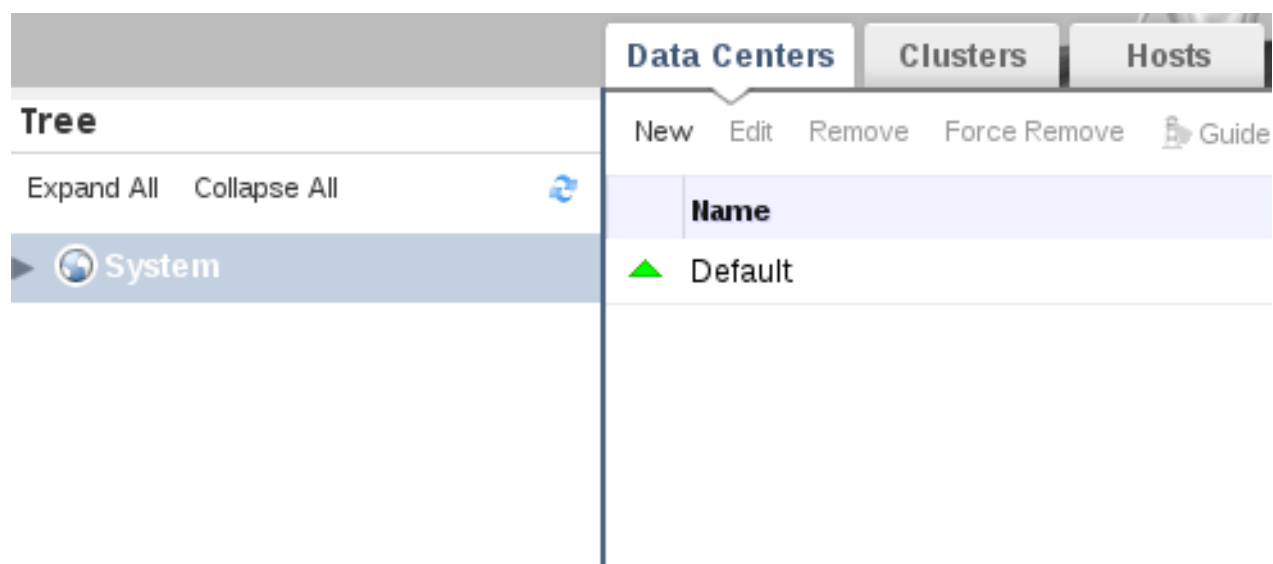 Data Centers Clusters Hosts
Tree
New Edit Remove Force Remove Guide
Expand All Collapse All
Name
System
Default